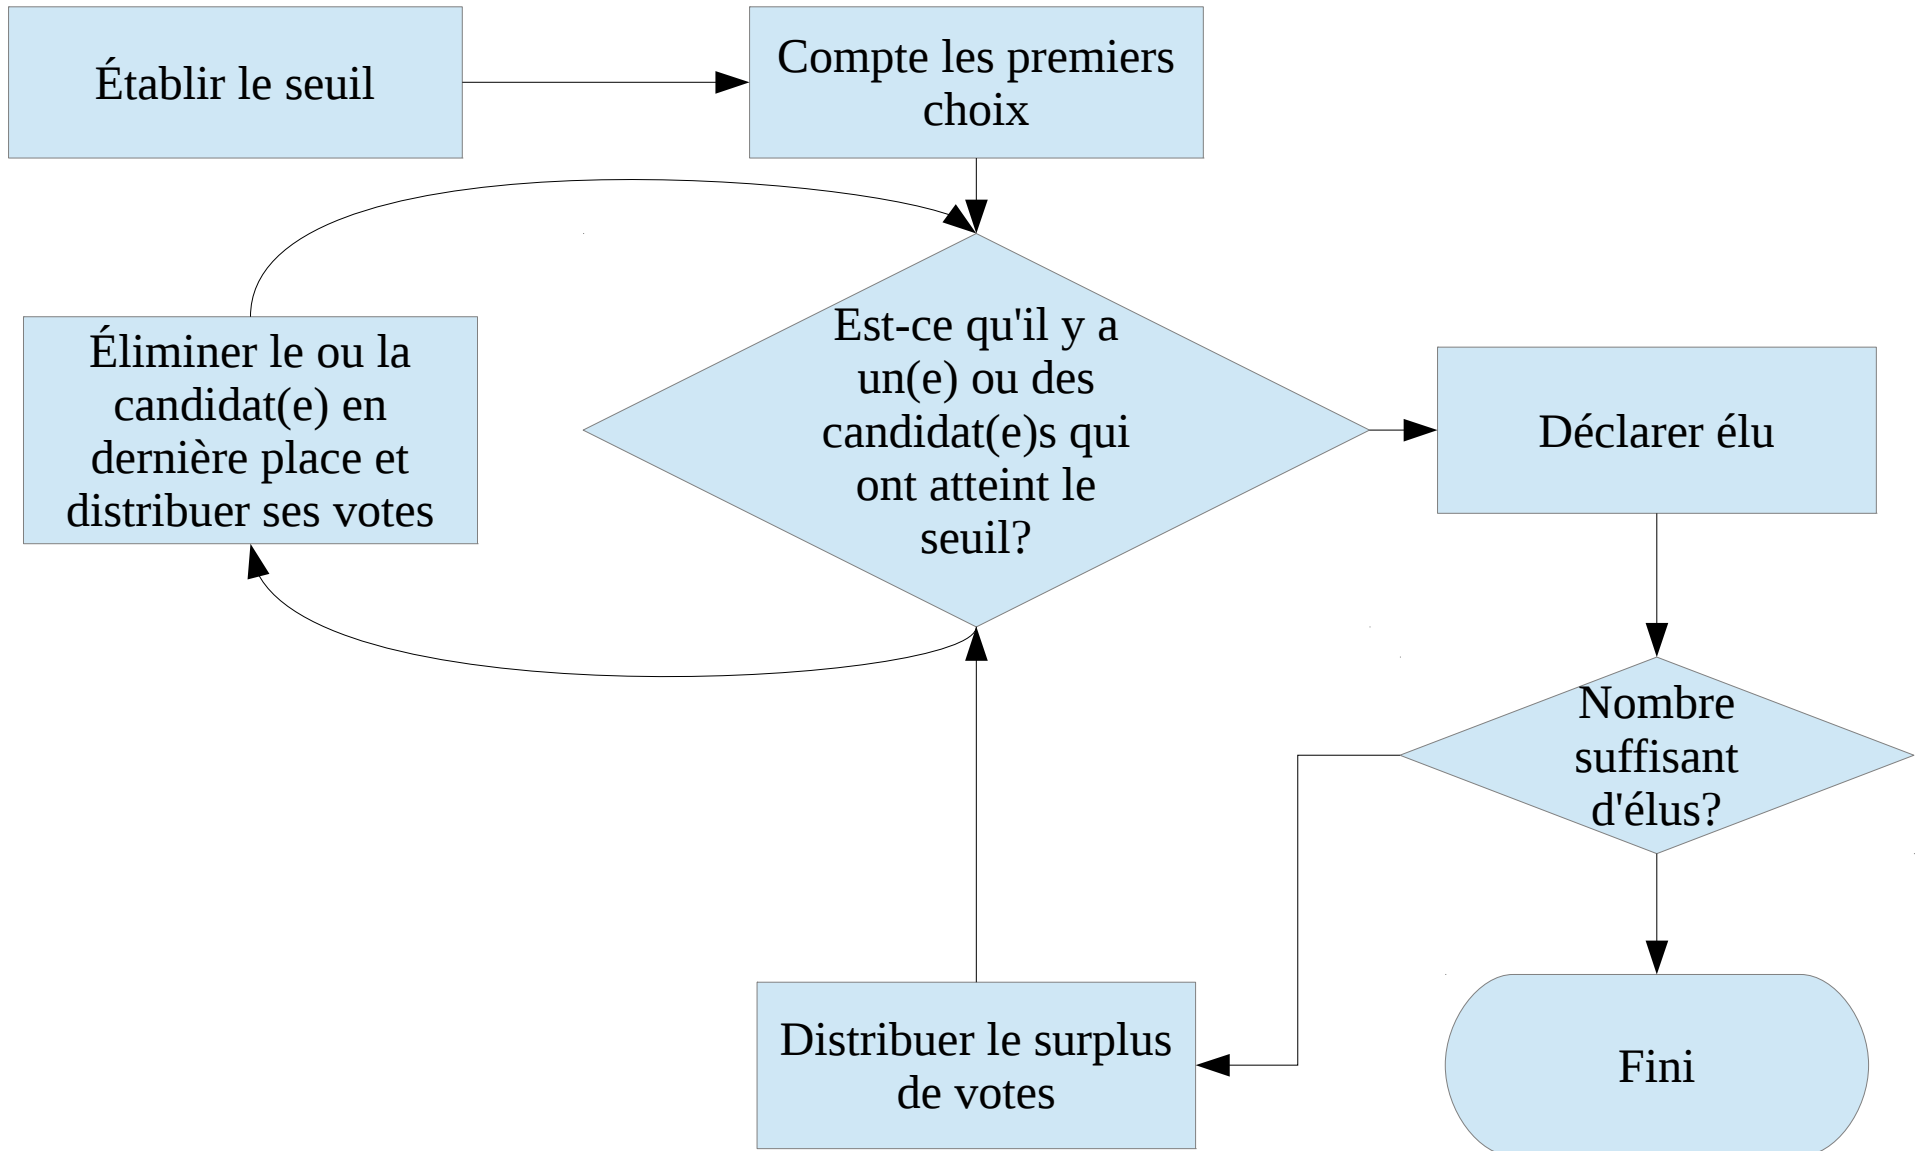 Établir le seuil
Compte les premiers
choix
Éliminer le ou la
candidat(e) en
dernière place et
distribuer ses votes
Est-ce qu'il y a
un(e) ou des
candidat(e)s qui
ont atteint le
seuil?
Déclarer élu
Nombre
suffisant
d'élus?
Distribuer le surplus
de votes
Fini